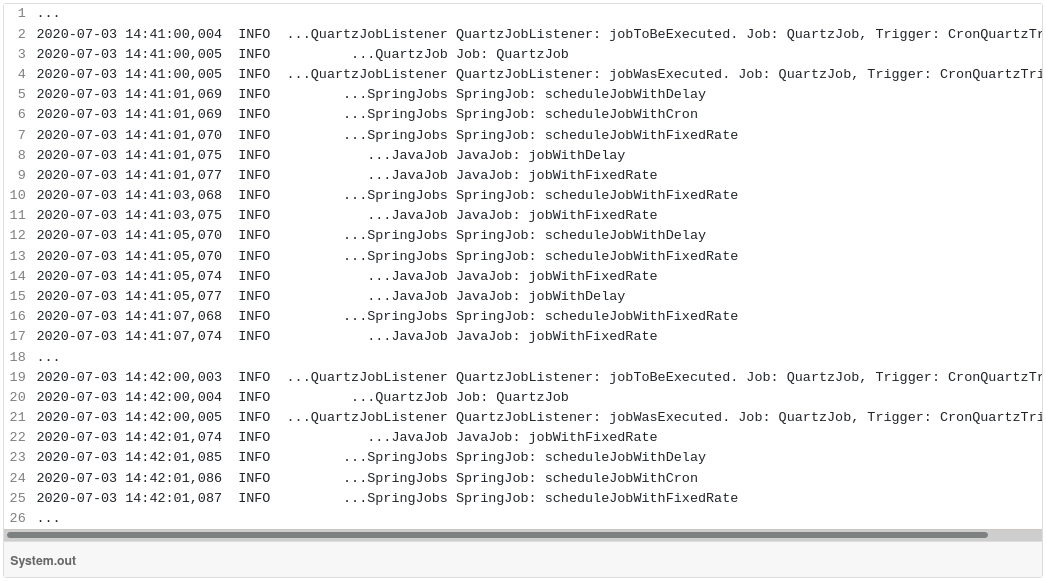 1 ...
2 2020-07-03 14:41:00,004  INFO  ...QuartzJobListener QuartzJobListener: jobToBeExecuted. Job: QuartzJob, Trigger: CronQuartzTr
3 2020-07-03 14:41:00,005  INFO          ...QuartzJob Job: QuartzJob
4 2020-07-03 14:41:00,005  INFO  ...QuartzJobListener QuartzJobListener: jobWasExecuted. Job: QuartzJob, Trigger: CronQuartzTri
5 2020-07-03 14:41:01,069  INFO         ...SpringJobs SpringJob: scheduleJobWithDelay
6 2020-07-03 14:41:01,069  INFO         ...SpringJobs SpringJob: scheduleJobWithCron
7 2020-07-03 14:41:01,070  INFO         ...SpringJobs SpringJob: scheduleJobWithFixedRate
8 2020-07-03 14:41:01,075  INFO            ...JavaJob JavaJob: jobWithDelay
9 2020-07-03 14:41:01,077  INFO            ...JavaJob JavaJob: jobWithFixedRate
10 2020-07-03 14:41:03,068  INFO         ...SpringJobs SpringJob: scheduleJobWithFixedRate
11 2020-07-03 14:41:03,075  INFO            ...JavaJob JavaJob: jobWithFixedRate
12 2020-07-03 14:41:05,070  INFO         ...SpringJobs SpringJob: scheduleJobWithDelay
13 2020-07-03 14:41:05,070  INFO         ...SpringJobs SpringJob: scheduleJobWithFixedRate
14 2020-07-03 14:41:05,074  INFO            ...JavaJob JavaJob: jobWithFixedRate
15 2020-07-03 14:41:05,077  INFO            ...JavaJob JavaJob: jobWithDelay
16 2020-07-03 14:41:07,068  INFO         ...SpringJobs SpringJob: scheduleJobWithFixedRate
17 2020-07-03 14:41:07,074  INFO            ...JavaJob JavaJob: jobWithFixedRate
18 ...
19 2020-07-03 14:42:00,003  INFO  ...QuartzJobListener QuartzJobListener: jobToBeExecuted. Job: QuartzJob, Trigger: CronQuartzTr
20 2020-07-03 14:42:00,004  INFO          ...QuartzJob Job: QuartzJob
21 2020-07-03 14:42:00,005  INFO  ...QuartzJobListener QuartzJobListener: jobWasExecuted. Job: QuartzJob, Trigger: CronQuartzTri
22 2020-07-03 14:42:01,074  INFO            ...JavaJob JavaJob: jobWithFixedRate
23 2020-07-03 14:42:01,085  INFO         ...SpringJobs SpringJob: scheduleJobWithDelay
24 2020-07-03 14:42:01,086  INFO         ...SpringJobs SpringJob: scheduleJobWithCron
25 2020-07-03 14:42:01,087  INFO         ...SpringJobs SpringJob: scheduleJobWithFixedRate
26 ...
System.out